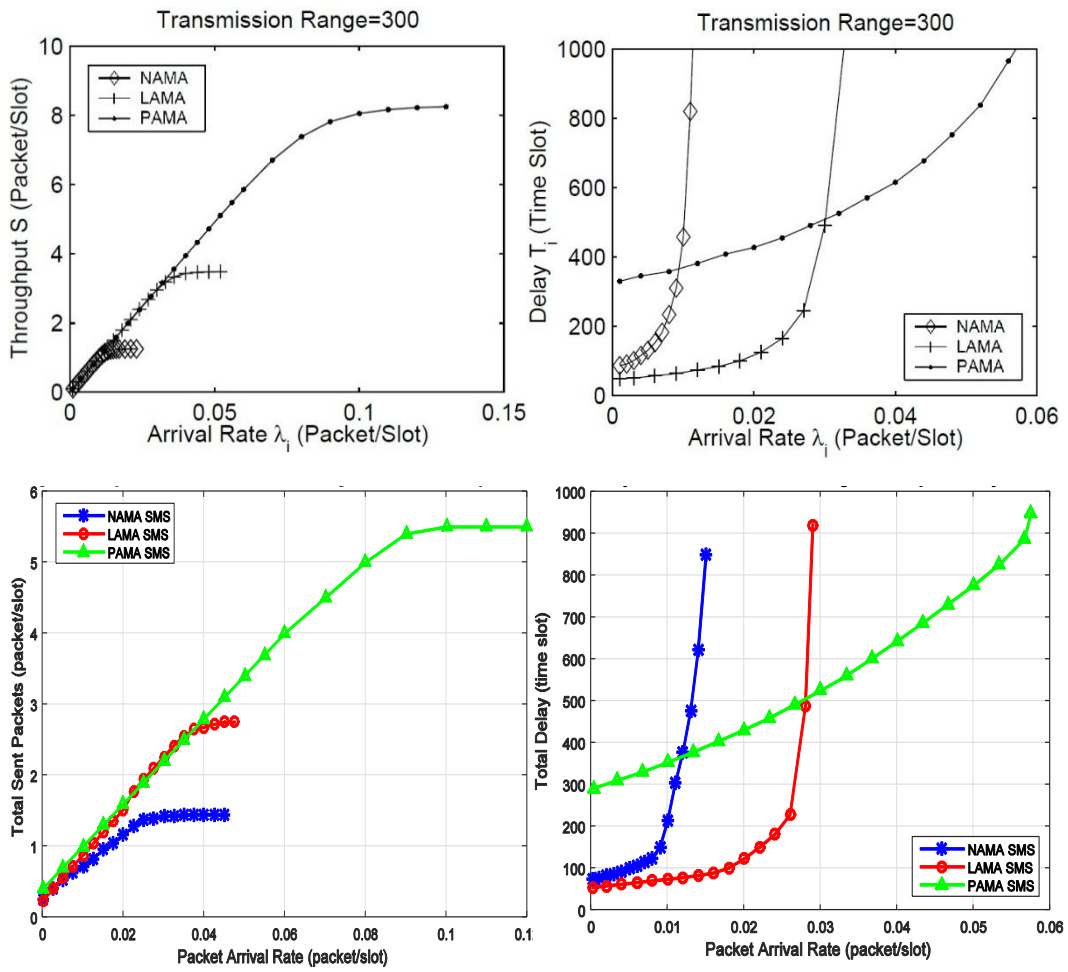 Transmission Range=300
10
8
6
4
2
0
Throughput S (Packet/Slot)
NAMA
LAMA
PAMA
0
0.05
0.1
0.15
Arrival Rate λi (Packet/Slot)
Transmission Range=300
1000
800
600
400
200
0
Delay Ti (Time Slot)
NAMA
LAMA
PAMA
0
0.02
0.04
0.06
Arrival Rate λi (Packet/Slot)
6
5
4
3
2
1
0
Total Sent Packets (packet/slot)
NAMA SMS
LAMA SMS
PAMA SMS
0
0.02
0.04
0.06
0.08
0.1
0.1
Packet Arrival Rate (packet/slot)
1000
900
800
700
600
500
400
300
200
100
0
Total Delay (time slot)
NAMA SMS
LAMA SMS
PAMA SMS
0
0.01
0.02
0.03
0.04
0.05
0.06
Packet Arrival Rate (packet/slot)